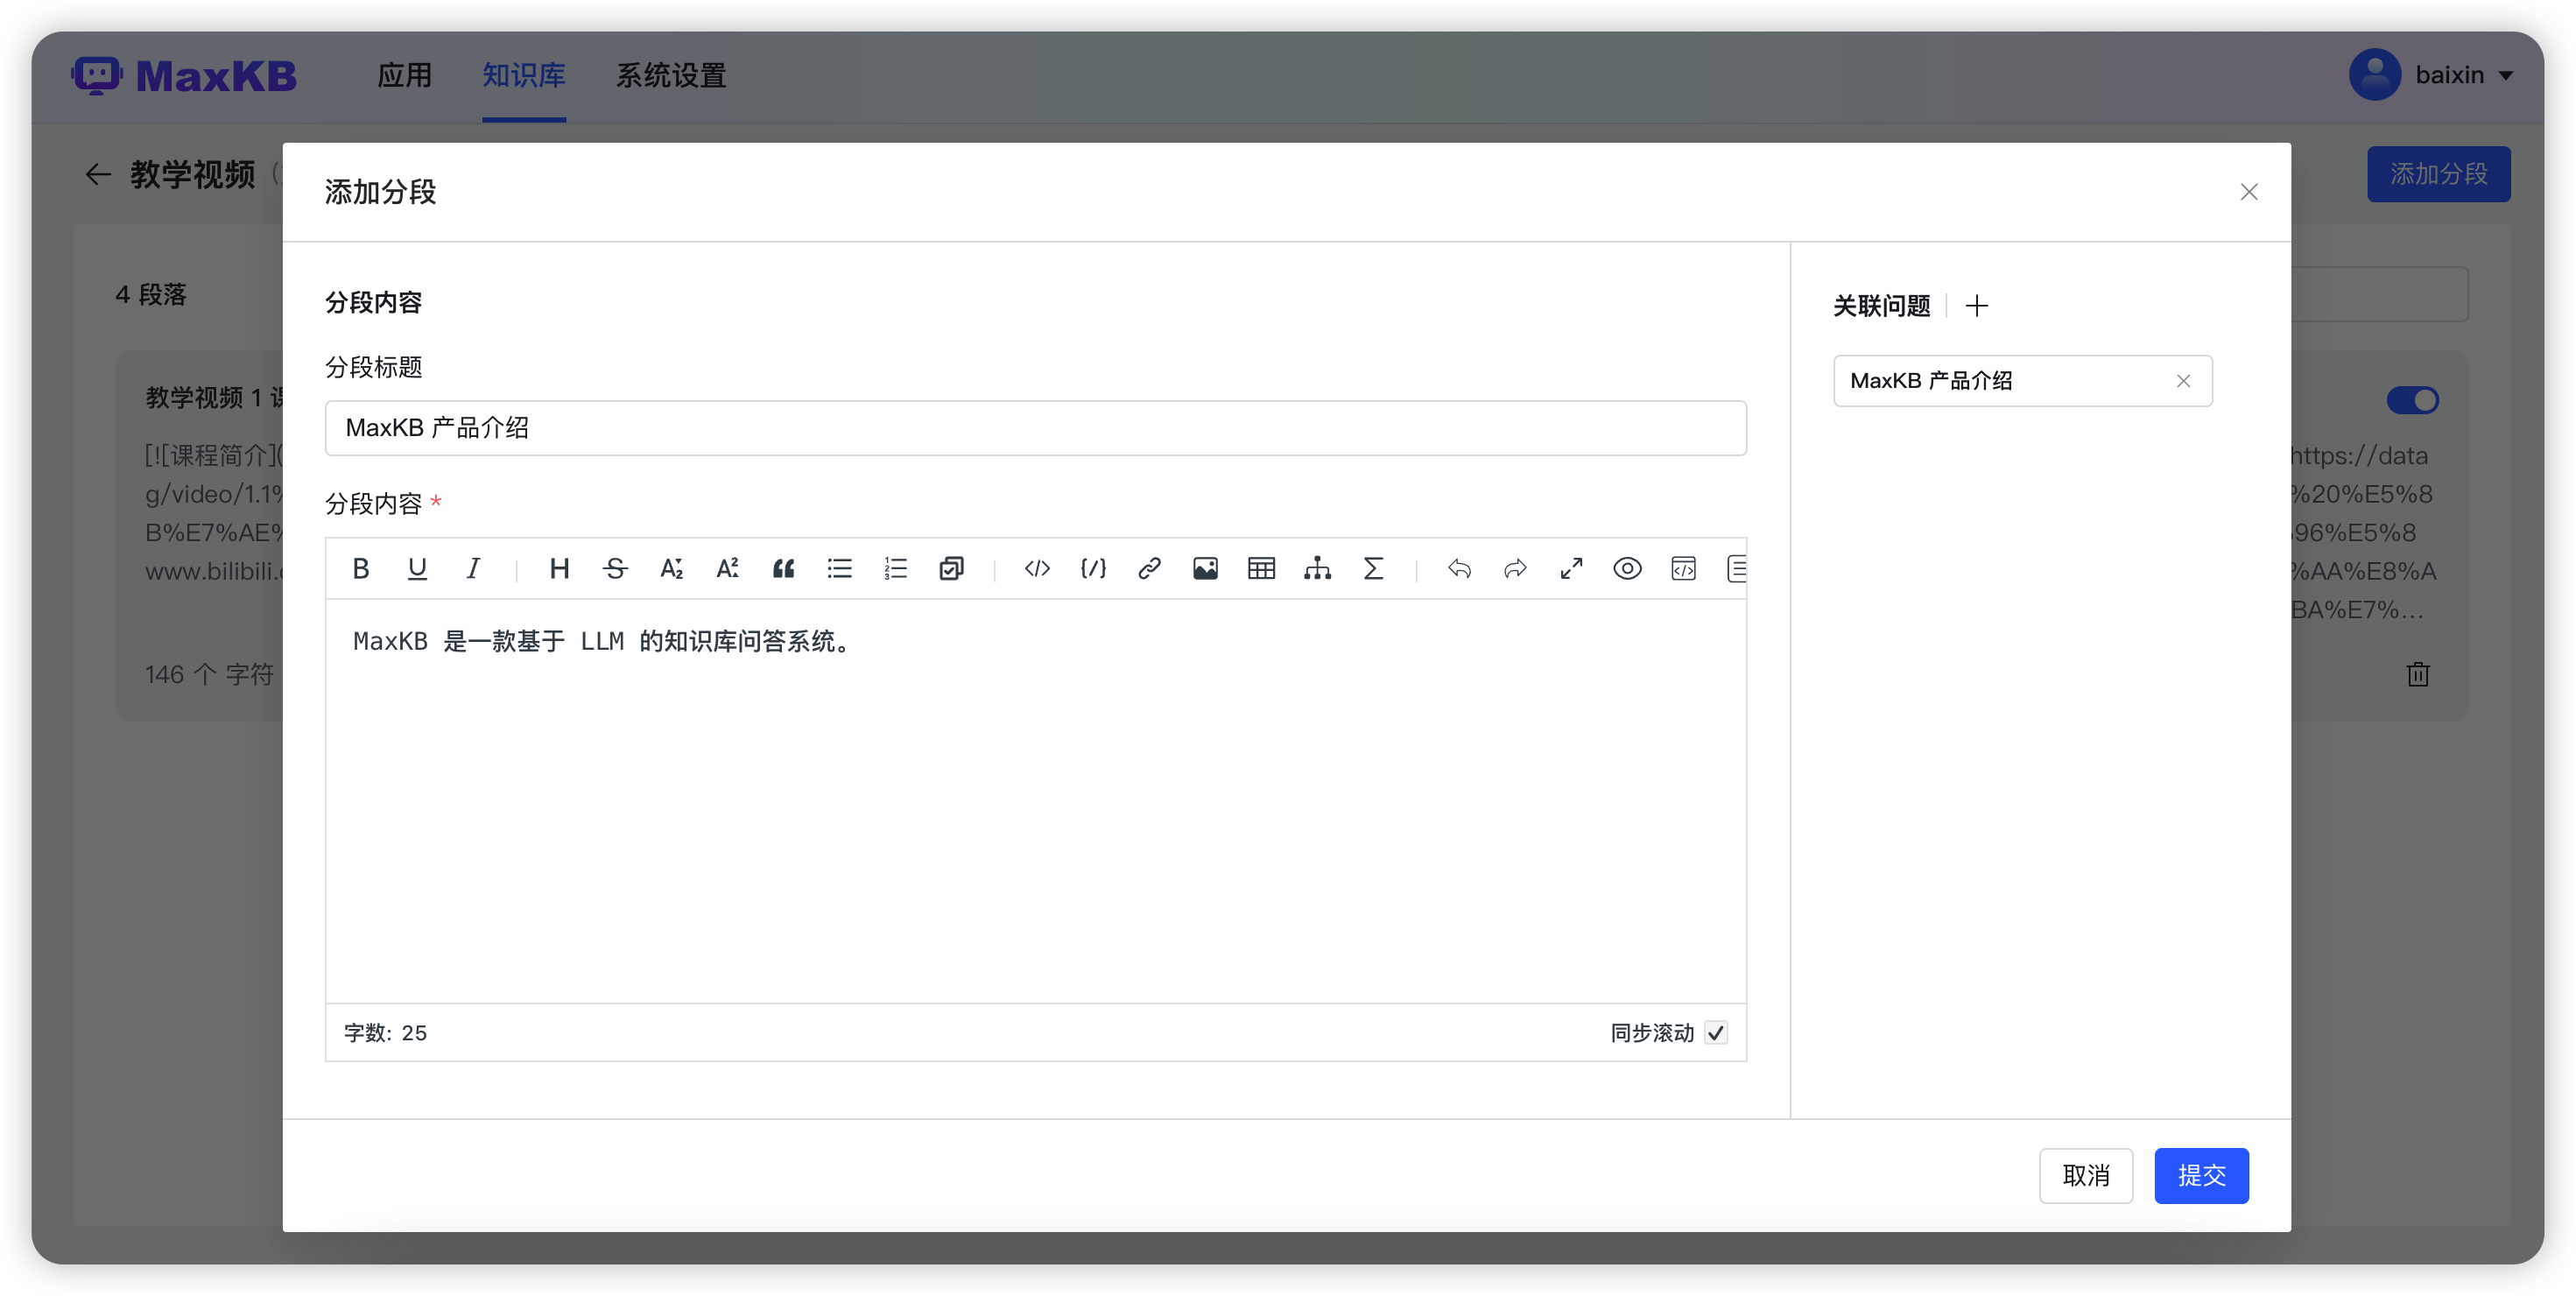 MaxKB
应用
知识库
系统设置
baixin
教学视频
添加分段
添加分段
4 段落
分段内容
关联问题
分段标题
MaxKB 产品介绍
MaxKB 产品介绍
教学视频 1
[![课程简介](
g/video/1.1%
B%E7%AE%
www.bilibili.
https://data
%20%E5%8
96%E5%8
%AA%E8%A
BA%E7%...
146 个 字符
分段内容 *
MaxKB 是一款基于 LLM 的知识库问答系统。
字数: 25
同步滚动
取消
提交